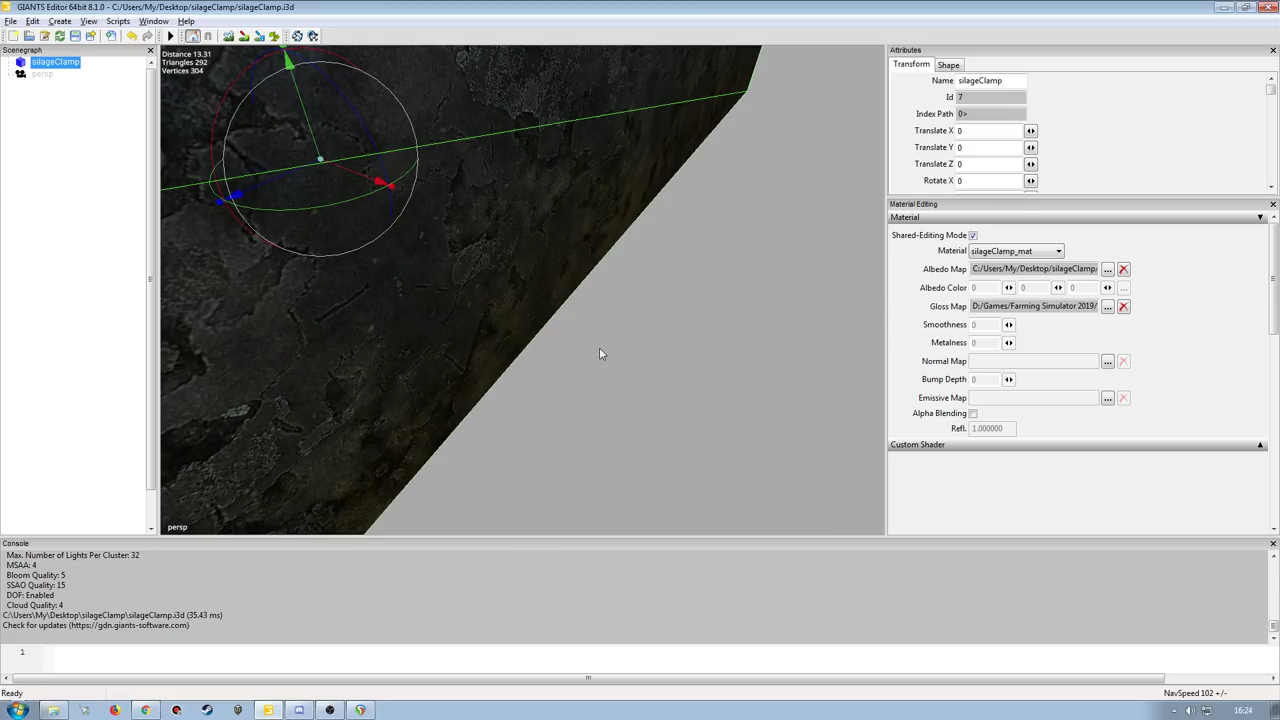 GIANTS Editor 64bit 8.1.0 - C:/Users/My/Desktop/silageClamp/silageClamp.i3d
File Edit Create View Scripts Window Help
Scenegraph
silageClamp
persp
Distance 13.31
Triangles 292
Vertices 304
persp
Attributes
Transform Shape
Name silageClamp
Id 7
Index Path 0>
Translate X 0
Translate Y 0
Translate Z 0
Rotate X 0
Material Editing
Material
Shared-Editing Mode
Material silageClamp_mat
Albedo Map C:/Users/My/Desktop/silageClamp/
Albedo Color 0 0 0
Gloss Map D:/Games/Farming Simulator 2019/
Smoothness 0
Metalness 0
Normal Map
Bump Depth 0
Emissive Map
Alpha Blending
Refl. 1.000000
Custom Shader
Console
Max. Number of Lights Per Cluster: 32
MSAA: 4
Bloom Quality: 5
SSAO Quality: 15
DOF: Enabled
Cloud Quality: 4
C:\Users\My\Desktop\silageClamp\silageClamp.i3d (35.43 ms)
Check for updates (https://gdn.giants-software.com)
1
Ready
NavSpeed 102 +/-
16:24